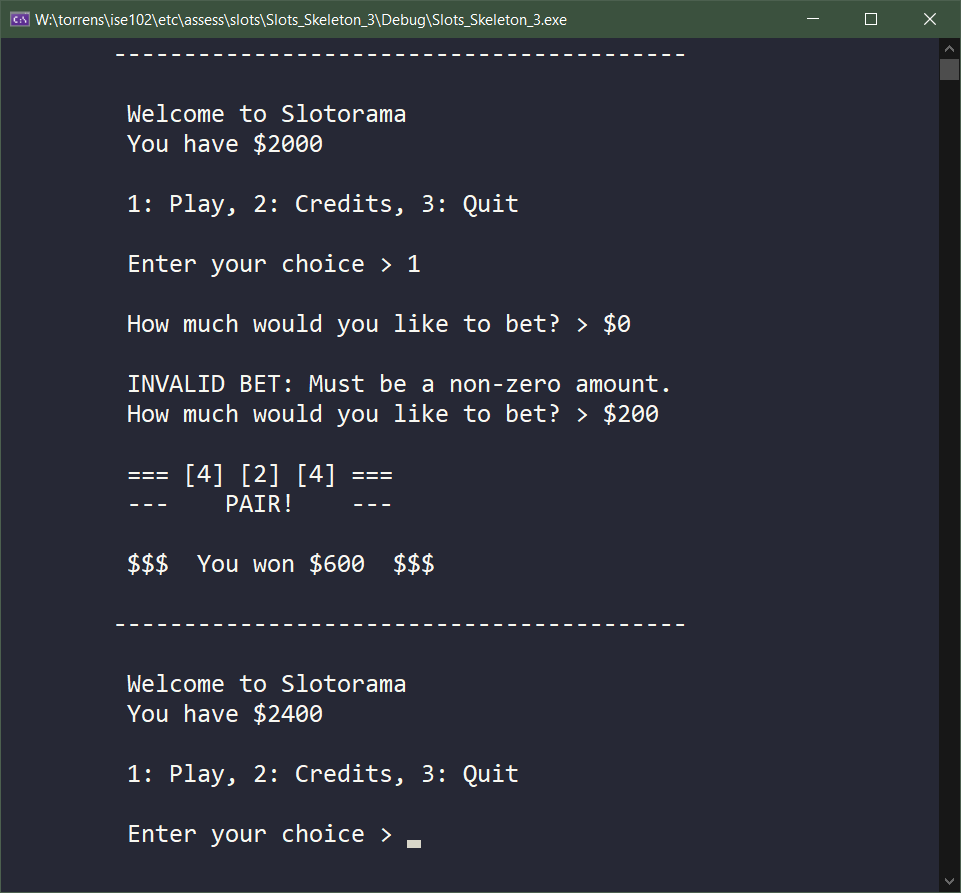 W:\torrens\ise102\etc\assess\slots\Slots_Skeleton_3\Debug\Slots_Skeleton_3.exe
-----------------------------------------
Welcome to Slotorama
You have $2000
1: Play, 2: Credits, 3: Quit
Enter your choice > 1
How much would you like to bet? > $0
INVALID BET: Must be a non-zero amount.
How much would you like to bet? > $200
=== [4] [2] [4] ===
---    PAIR!    ---
$$$  You won $600  $$$
-----------------------------------------
Welcome to Slotorama
You have $2400
1: Play, 2: Credits, 3: Quit
Enter your choice > _